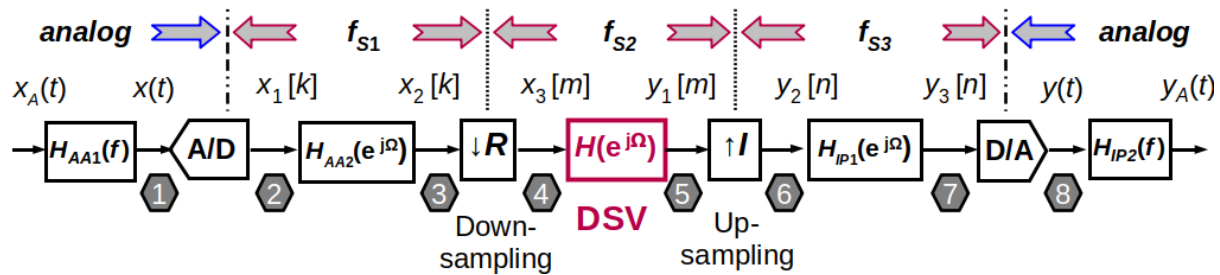 analog f_S1 f_S2 f_S3 analog
x_A(t) x(t) x_1[k] x_2[k] x_3[m] y_1[m] y_2[n] y_3[n] y(t) y_A(t)
H_AA1(f) A/D H_AA2(e^jΩ) ↓R H(e^jΩ) ↑I H_IP1(e^jΩ) D/A H_IP2(f)
1 2 3 4 5 6 7 8
Down- DSV Up-
sampling sampling